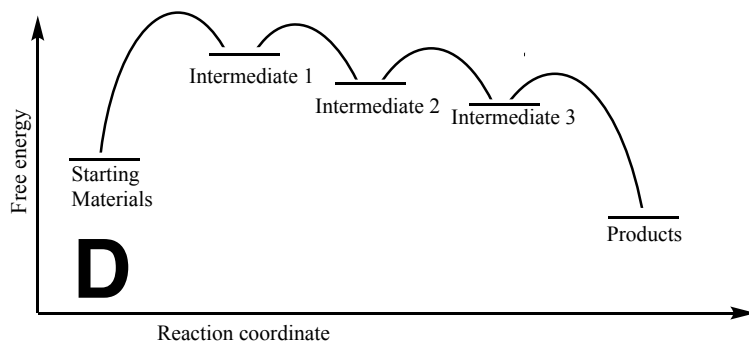 Free energy
Intermediate 1
Intermediate 2
Intermediate 3
Starting
Materials
Products
D
Reaction coordinate